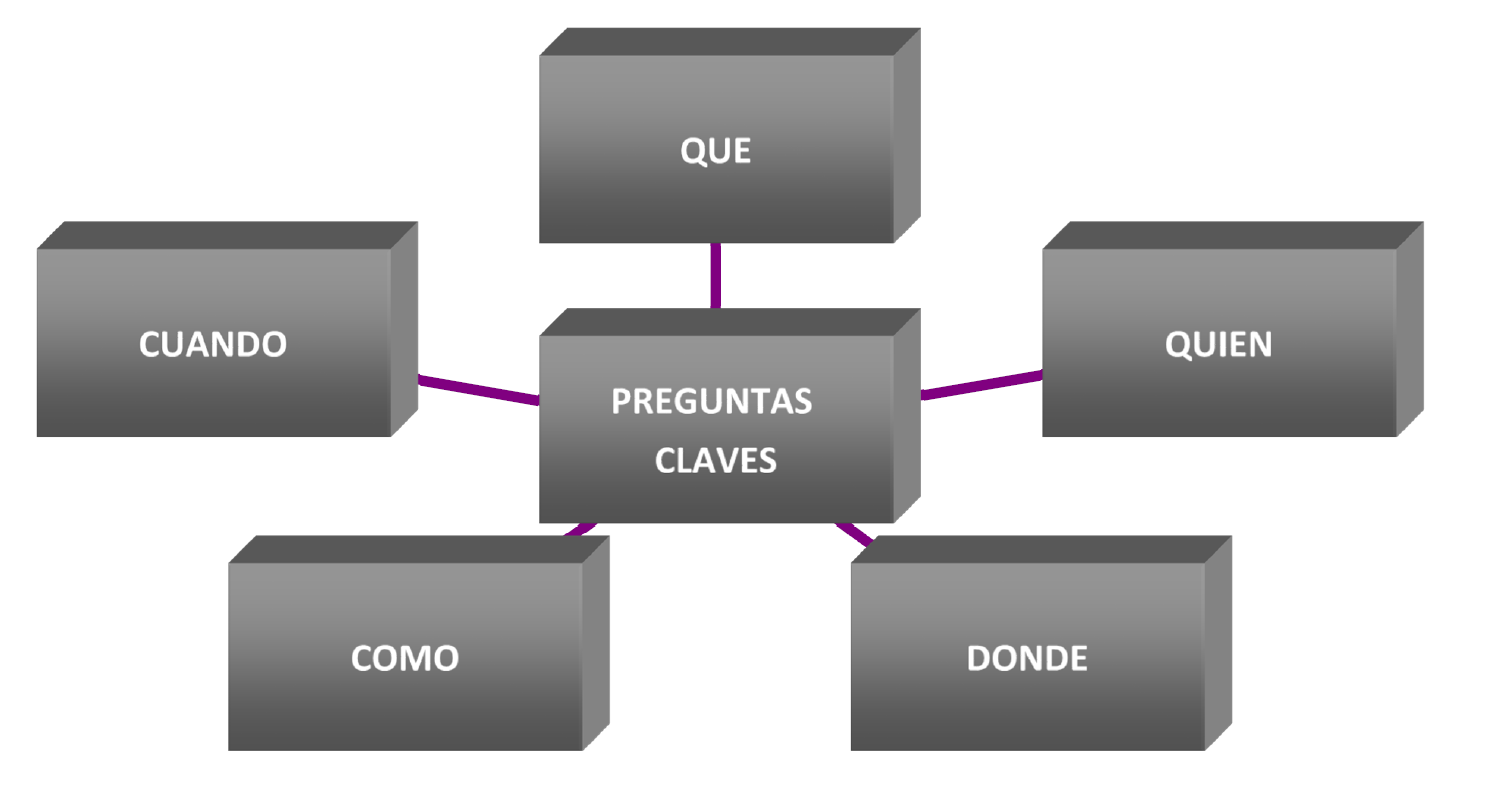 QUE
CUANDO
QUIEN
PREGUNTAS
CLAVES
COMO
DONDE